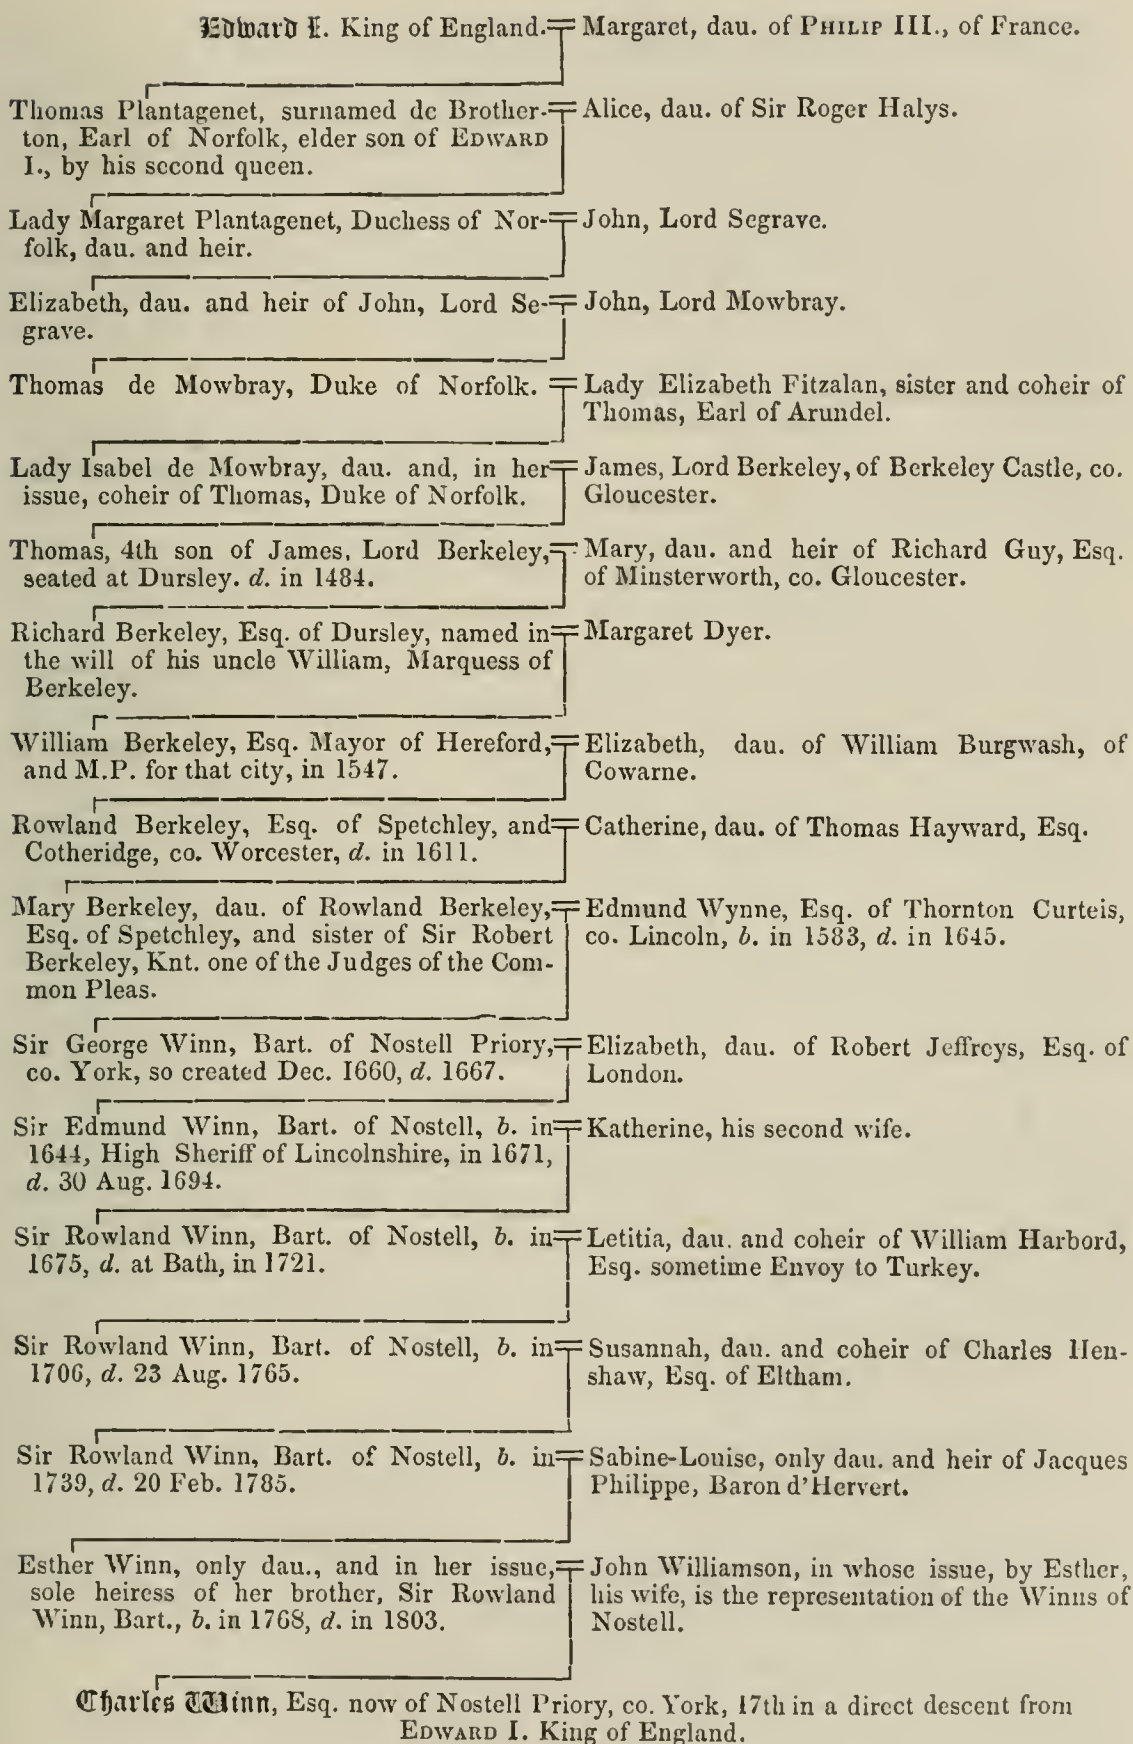 Edward I. King of England. = Margaret, dau. of PHILIP III., of France.
Thomas Plantagenet, surnamed de Brother- = Alice, dau. of Sir Roger Halys.
ton, Earl of Norfolk, elder son of EDWARD
I., by his second queen.
Lady Margaret Plantagenet, Duchess of Nor- = John, Lord Segrave.
folk, dau. and heir.
Elizabeth, dau. and heir of John, Lord Se- = John, Lord Mowbray.
grave.
Thomas de Mowbray, Duke of Norfolk. = Lady Elizabeth Fitzalan, sister and coheir of
Thomas, Earl of Arundel.
Lady Isabel de Mowbray, dau. and, in her = James, Lord Berkeley, of Berkeley Castle, co.
issue, coheir of Thomas, Duke of Norfolk. Gloucester.
Thomas, 4th son of James, Lord Berkeley, = Mary, dau. and heir of Richard Guy, Esq.
seated at Dursley. d. in 1484. of Minsterworth, co. Gloucester.
Richard Berkeley, Esq. of Dursley, named in = Margaret Dyer.
the will of his uncle William, Marquess of
Berkeley.
William Berkeley, Esq. Mayor of Hereford, = Elizabeth, dau. of William Burgwash, of
and M.P. for that city, in 1547. Cowarne.
Rowland Berkeley, Esq. of Spetchley, and = Catherine, dau. of Thomas Hayward, Esq.
Cotheridge, co. Worcester, d. in 1611.
Mary Berkeley, dau. of Rowland Berkeley, = Edmund Wynne, Esq. of Thornton Curteis,
Esq. of Spetchley, and sister of Sir Robert co. Lincoln, b. in 1583, d. in 1645.
Berkeley, Knt. one of the Judges of the Com-
mon Pleas.
Sir George Winn, Bart. of Nostell Priory, = Elizabeth, dau. of Robert Jeffreys, Esq. of
co. York, so created Dec. 1660, d. 1667. London.
Sir Edmund Winn, Bart. of Nostell, b. in = Katherine, his second wife.
1644, High Sheriff of Lincolnshire, in 1671,
d. 30 Aug. 1694.
Sir Rowland Winn, Bart. of Nostell, b. in = Letitia, dau. and coheir of William Harbord,
1675, d. at Bath, in 1721. Esq. sometime Envoy to Turkey.
Sir Rowland Winn, Bart. of Nostell, b. in = Susannah, dau. and coheir of Charles Hen-
1706, d. 23 Aug. 1765. shaw, Esq. of Eltham.
Sir Rowland Winn, Bart. of Nostell, b. in = Sabine-Louise, only dau. and heir of Jacques
1739, d. 20 Feb. 1785. Philippe, Baron d'Hervert.
Esther Winn, only dau., and in her issue, = John Williamson, in whose issue, by Esther,
sole heiress of her brother, Sir Rowland his wife, is the representation of the Winns of
Winn, Bart., b. in 1768, d. in 1803. Nostell.
Charles Winn, Esq. now of Nostell Priory, co. York, 17th in a direct descent from
EDWARD I. King of England.